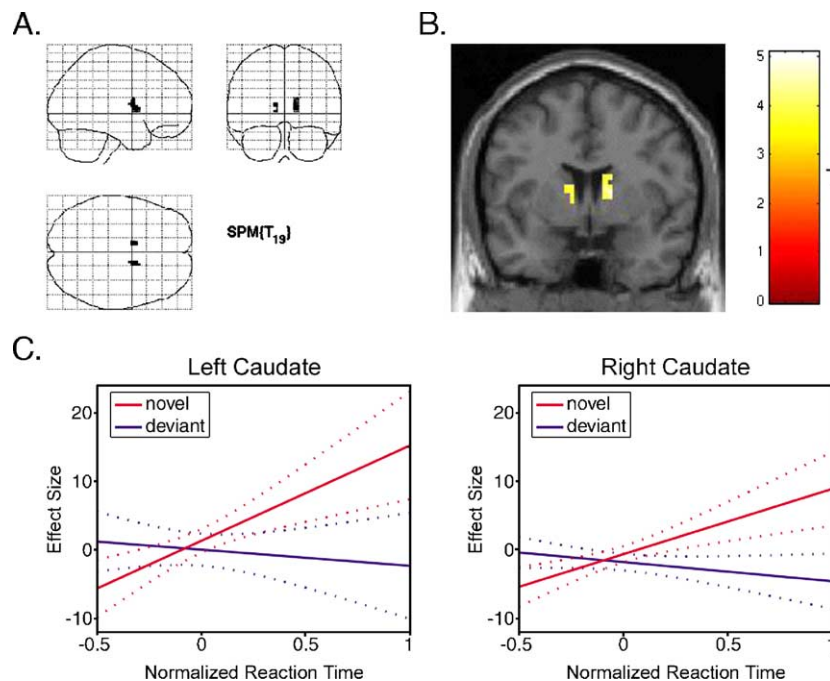 A.
SPM{T19}
B.
5
4
3
2
1
0
C.
Left Caudate
novel
deviant
Effect Size
20
10
0
-10
-0.5 0 0.5 1
Normalized Reaction Time
Right Caudate
novel
deviant
Effect Size
20
10
0
-10
-0.5 0 0.5 1
Normalized Reaction Time